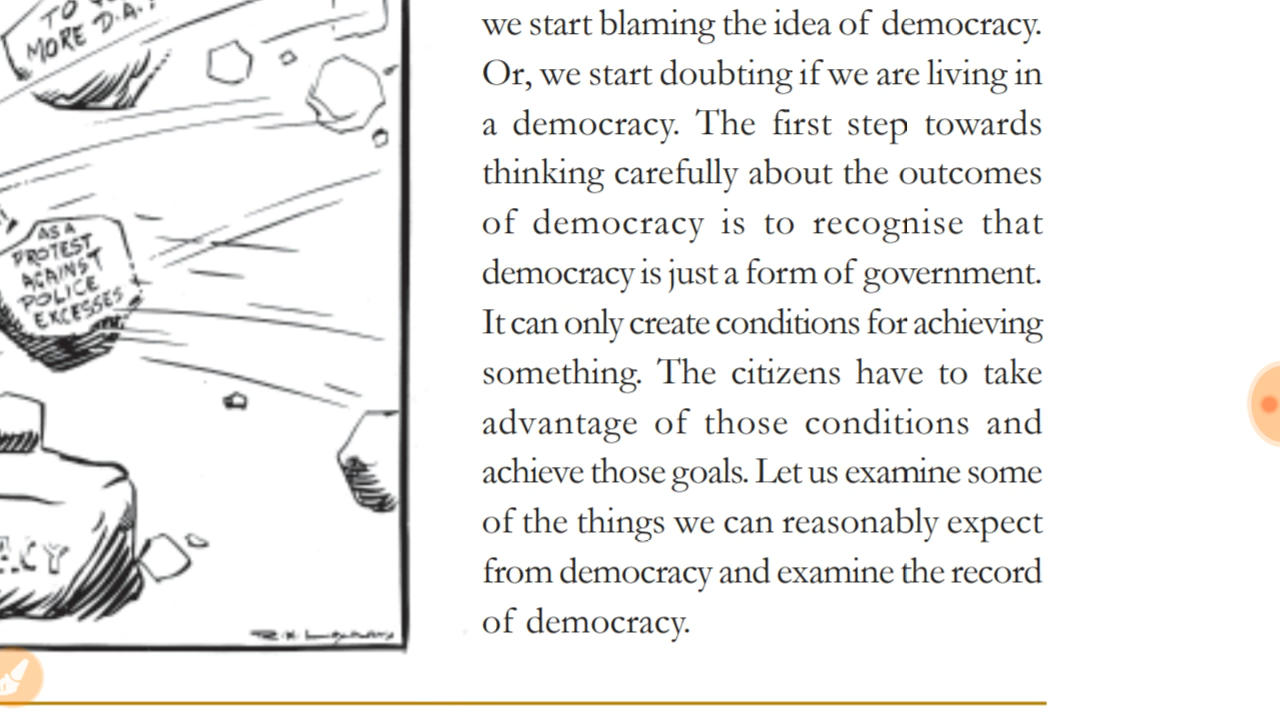 TO
MORE D.A.
AS A
PROTEST
AGAINST
POLICE
EXCESSES
we start blaming the idea of democracy.
Or, we start doubting if we are living in
a democracy. The first step towards
thinking carefully about the outcomes
of democracy is to recognise that
democracy is just a form of government.
It can only create conditions for achieving
something. The citizens have to take
advantage of those conditions and
achieve those goals. Let us examine some
of the things we can reasonably expect
from democracy and examine the record
of democracy.